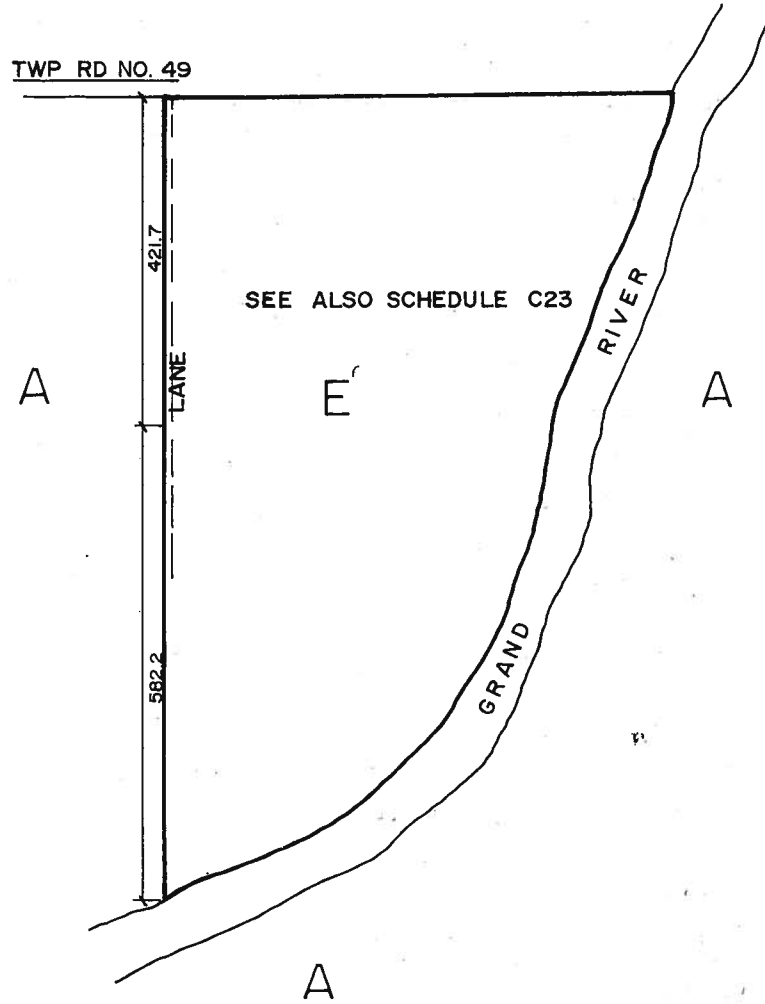 TWP RD NO. 49
421.7
SEE ALSO SCHEDULE C23
RIVER
LANE
A
E
A
582.2
GRAND
A